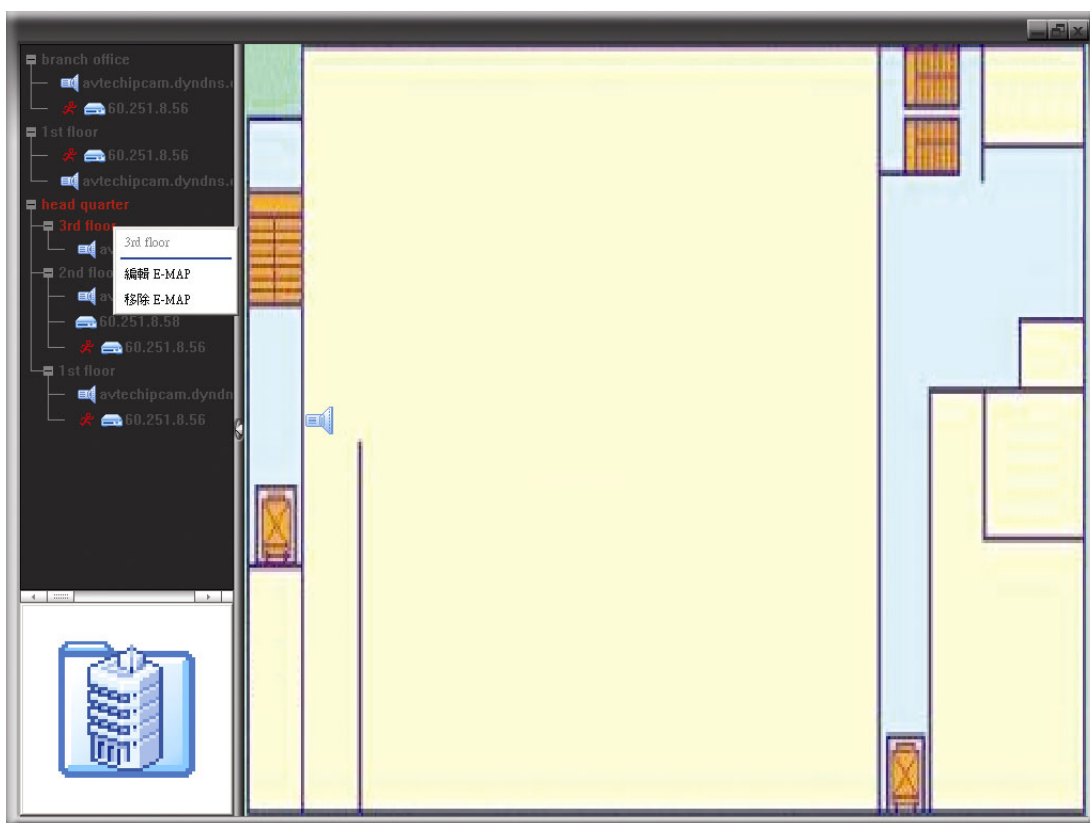 branch office
avtechipcam.dyndns.
60.251.8.56
1st floor
60.251.8.56
avtechipcam.dyndns.
head quarter
3rd floor
3rd floor
編輯 E-MAP
移除 E-MAP
av
2nd floo
av
60.251.8.58
60.251.8.56
1st floor
avtechipcam.dyndn
60.251.8.56